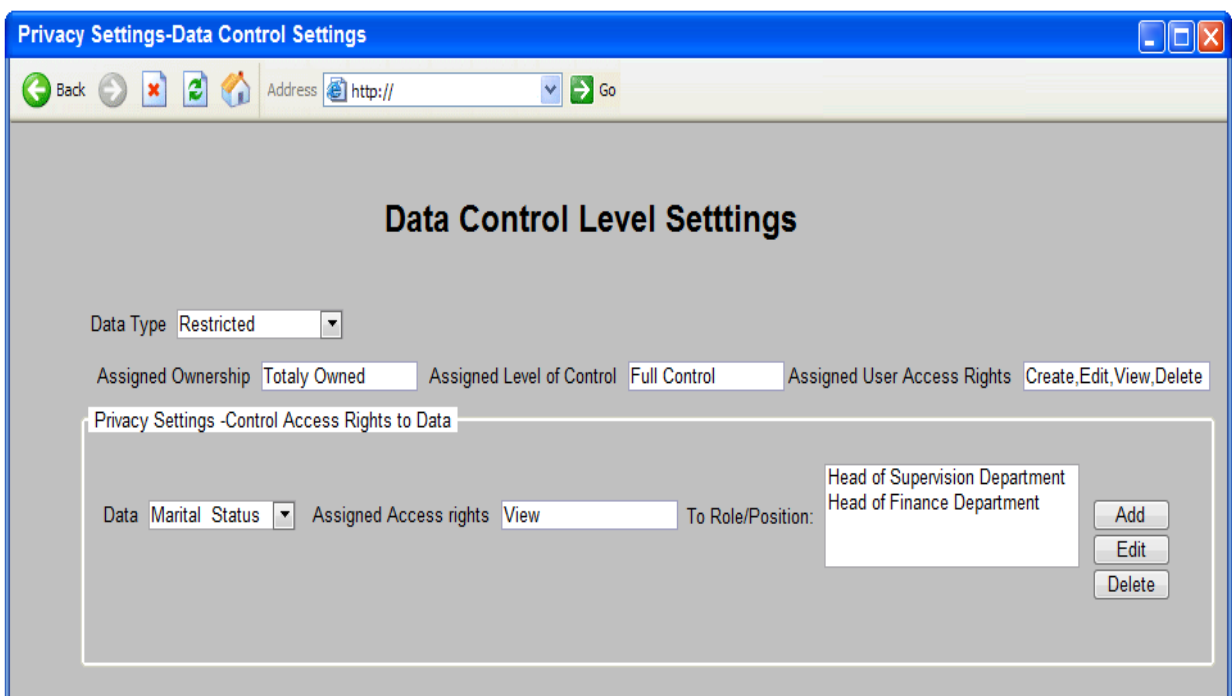 Privacy Settings-Data Control Settings
Back Address http:// Go
Data Control Level Setttings
Data Type Restricted
Assigned Ownership Totaly Owned Assigned Level of Control Full Control Assigned User Access Rights Create,Edit,View,Delete
Privacy Settings -Control Access Rights to Data
Data Marital Status Assigned Access rights View To Role/Position:
Head of Supervision Department
Head of Finance Department
Add
Edit
Delete